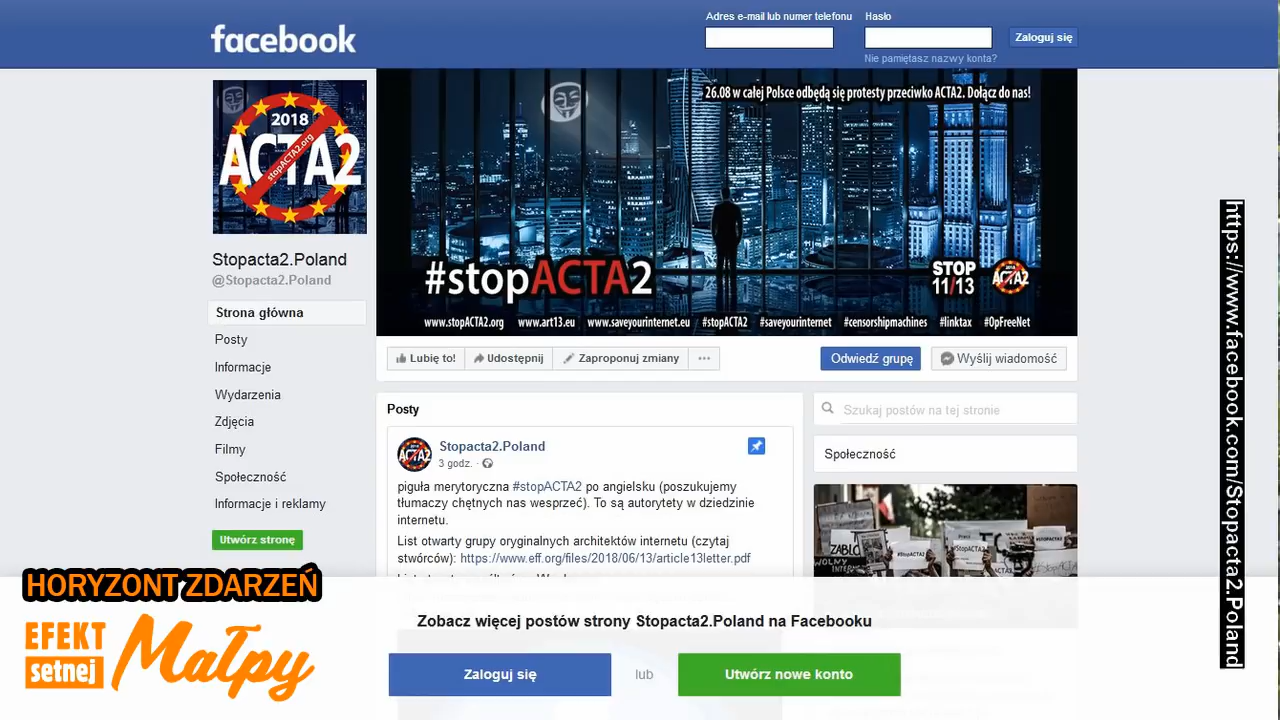 facebook
Adres e-mail lub numer telefonu
Hasło
Zaloguj się
Nie pamiętasz nazwy konta?
2018
ACTA2
stopACTA2.org
26.08 w całej Polsce odbędą się protesty przeciwko ACTA2. Dołącz do nas!
#stopACTA2
STOP
11/13
2018
ACTA2
www.stopACTA2.org www.art13.eu www.saveyourinternet.eu #stopACTA2 #saveyourinternet #censorshipmachines #linktax #OpFreeNet
Stopacta2.Poland
@Stopacta2.Poland
Strona główna
Posty
Informacje
Wydarzenia
Zdjęcia
Filmy
Społeczność
Informacje i reklamy
Utwórz stronę
Lubię to!
Udostępnij
Zaproponuj zmiany
Odwiedź grupę
Wyślij wiadomość
Posty
ACTA2
Stopacta2.Poland
3 godz.
piguła merytoryczna #stopACTA2 po angielsku (poszukujemy
tłumaczy chętnych nas wesprzeć). To są autorytety w dziedzinie
internetu.
List otwarty grupy oryginalnych architektów internetu (czytaj
stwórców): https://www.eff.org/files/2018/06/13/article13letter.pdf
Szukaj postów na tej stronie
Społeczność
#StopACTA2
#StopACTA2
WOLNY
Zobacz więcej postów strony Stopacta2.Poland na Facebooku
Zaloguj się
lub
Utwórz nowe konto
HORYZONT ZDARZEŃ
EFEKT
setnej
Małpy
https://www.facebook.com/Stopacta2.Poland